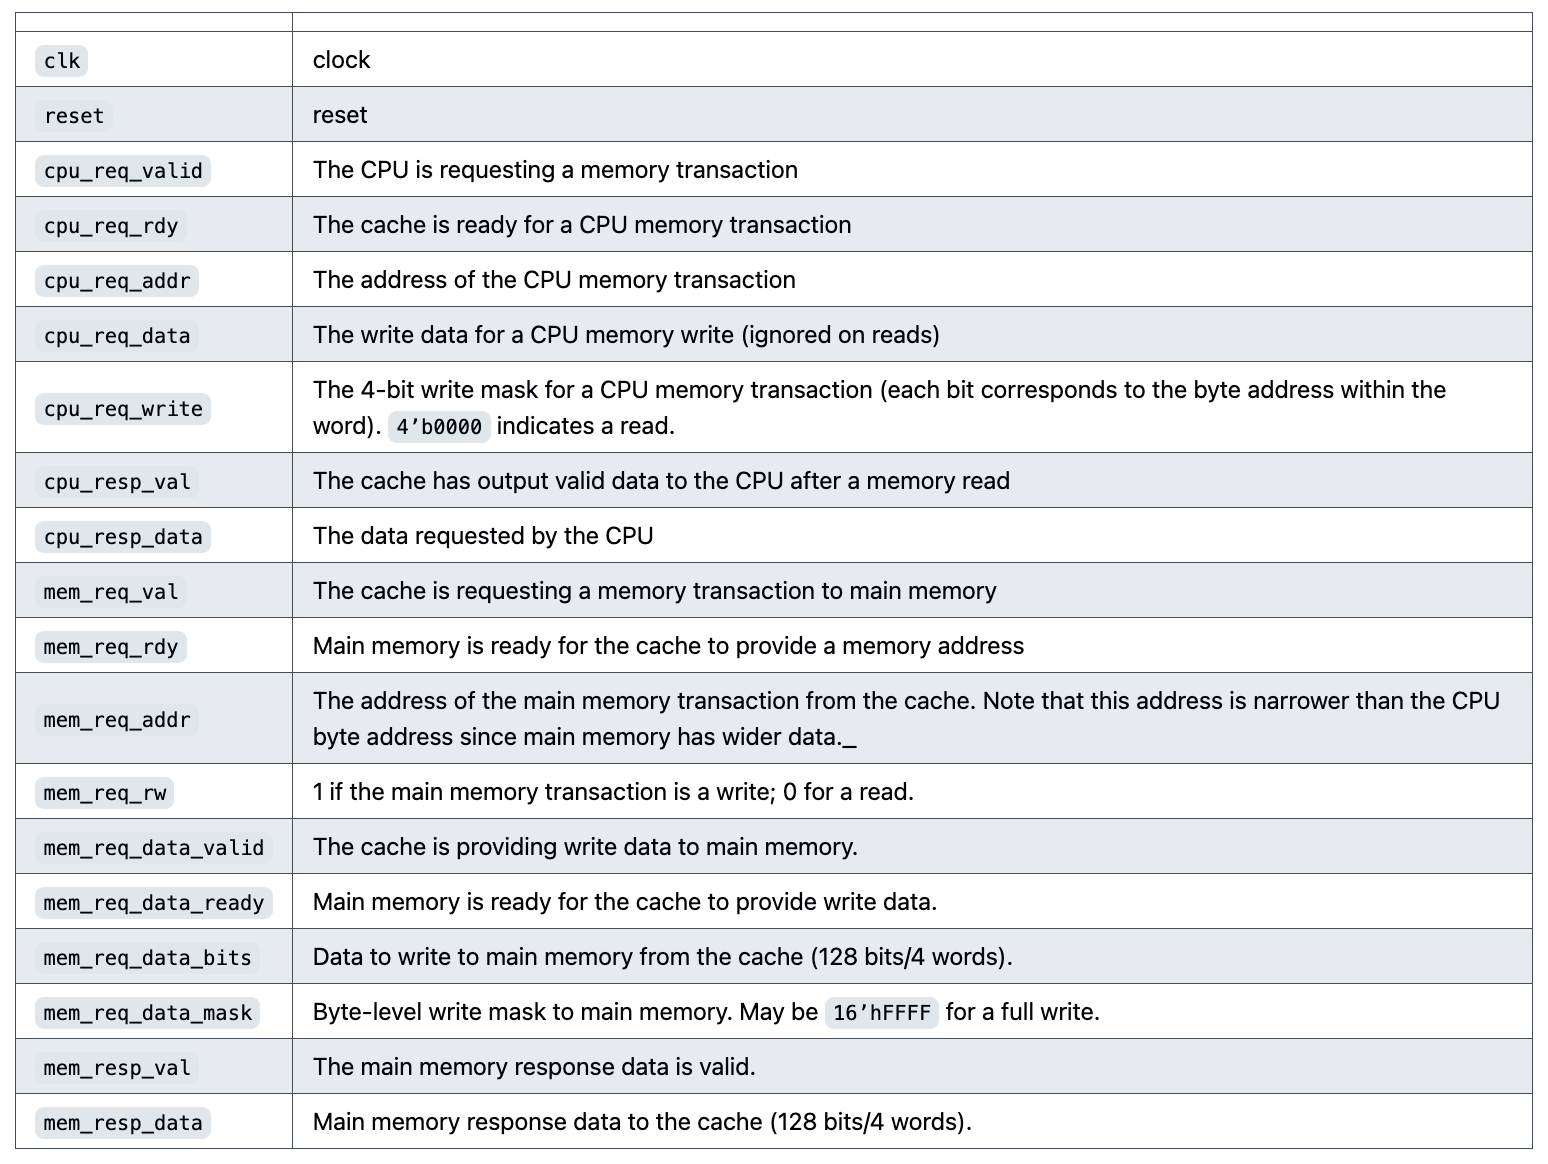 clk clock
reset reset
cpu_req_valid The CPU is requesting a memory transaction
cpu_req_rdy The cache is ready for a CPU memory transaction
cpu_req_addr The address of the CPU memory transaction
cpu_req_data The write data for a CPU memory write (ignored on reads)
cpu_req_write The 4-bit write mask for a CPU memory transaction (each bit corresponds to the byte address within the
word). 4’b0000 indicates a read.
cpu_resp_val The cache has output valid data to the CPU after a memory read
cpu_resp_data The data requested by the CPU
mem_req_val The cache is requesting a memory transaction to main memory
mem_req_rdy Main memory is ready for the cache to provide a memory address
mem_req_addr The address of the main memory transaction from the cache. Note that this address is narrower than the CPU
byte address since main memory has wider data._
mem_req_rw 1 if the main memory transaction is a write; 0 for a read.
mem_req_data_valid The cache is providing write data to main memory.
mem_req_data_ready Main memory is ready for the cache to provide write data.
mem_req_data_bits Data to write to main memory from the cache (128 bits/4 words).
mem_req_data_mask Byte-level write mask to main memory. May be 16’hFFFF for a full write.
mem_resp_val The main memory response data is valid.
mem_resp_data Main memory response data to the cache (128 bits/4 words).